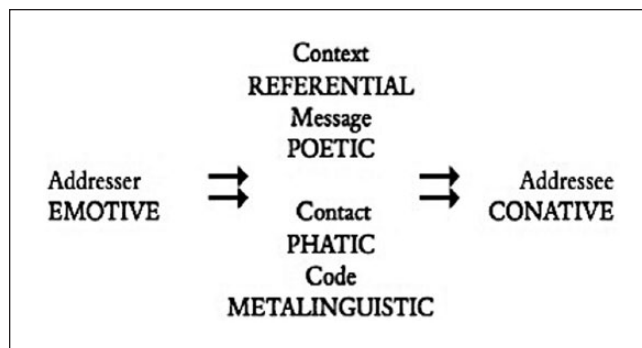 Context
REFERENTIAL
Message
POETIC
Addresser
EMOTIVE
Addressee
CONATIVE
Contact
PHATIC
Code
METALINGUISTIC